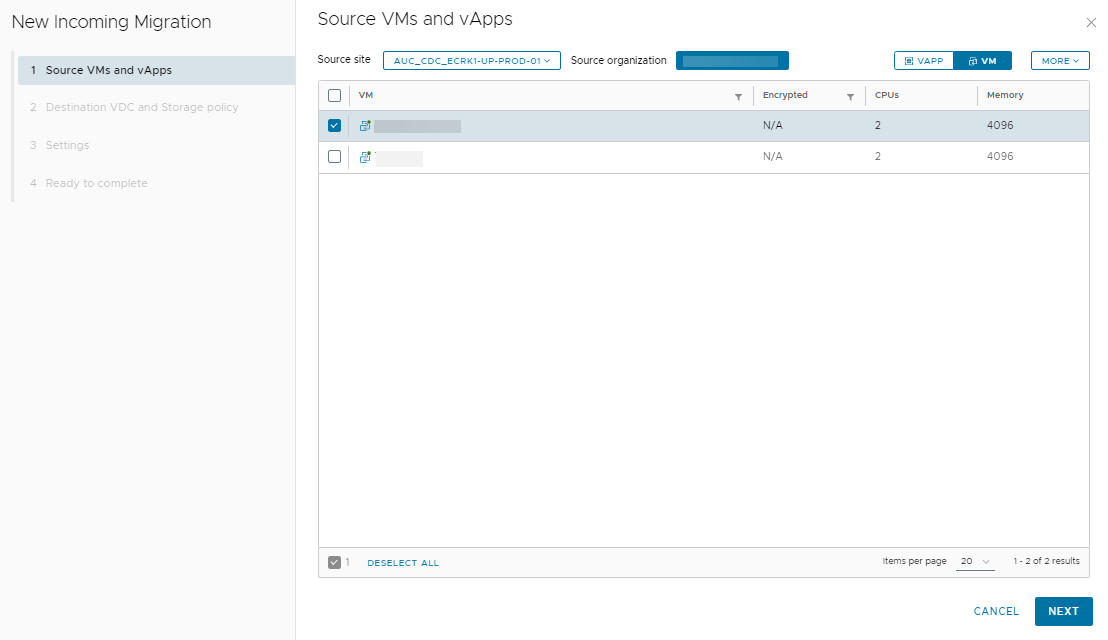 New Incoming Migration
1 Source VMs and vApps
2 Destination VDC and Storage policy
3 Settings
4 Ready to complete
Source VMs and vApps
Source site AUC_CDC_ECRK1-UP-PROD-01 Source organization VAPP VM MORE
VM Encrypted CPUs Memory
N/A 2 4096
N/A 2 4096
1 DESELECT ALL Items per page 20 1 - 2 of 2 results
CANCEL NEXT